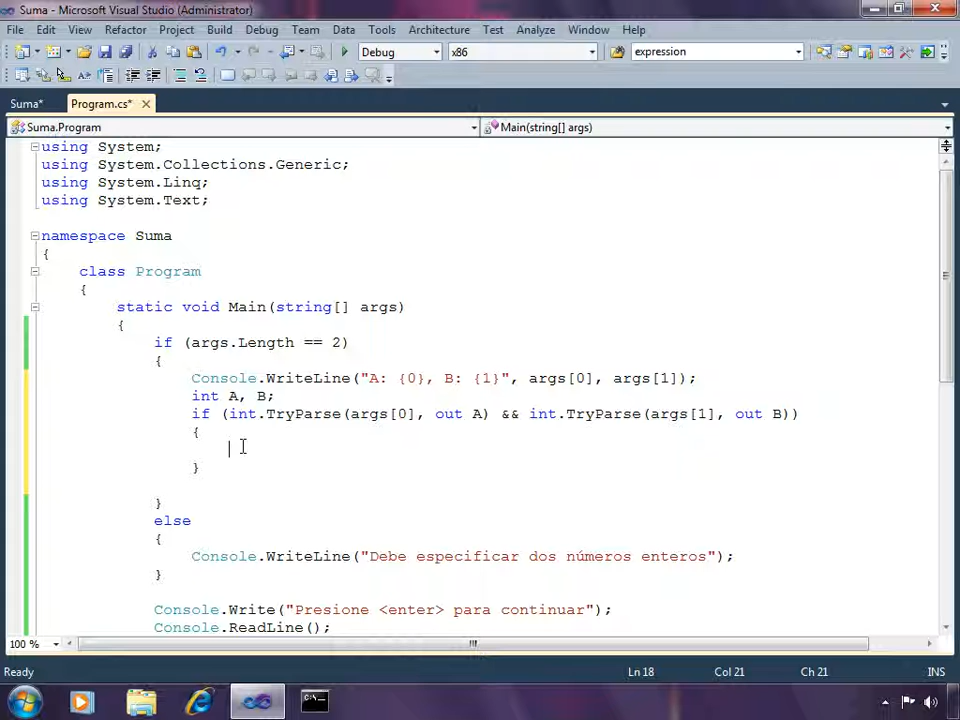 Suma - Microsoft Visual Studio (Administrator)
File Edit View Refactor Project Build Debug Team Data Tools Architecture Test Analyze Window Help
Debug x86 expression
Suma* Program.cs*
Suma.Program Main(string[] args)
using System;
using System.Collections.Generic;
using System.Linq;
using System.Text;
namespace Suma
{
class Program
{
static void Main(string[] args)
{
if (args.Length == 2)
{
Console.WriteLine("A: {0}, B: {1}", args[0], args[1]);
int A, B;
if (int.TryParse(args[0], out A) && int.TryParse(args[1], out B))
{
}
}
else
{
Console.WriteLine("Debe especificar dos números enteros");
}
Console.Write("Presione <enter> para continuar");
Console.ReadLine();
100 %
Ready Ln 18 Col 21 Ch 21 INS